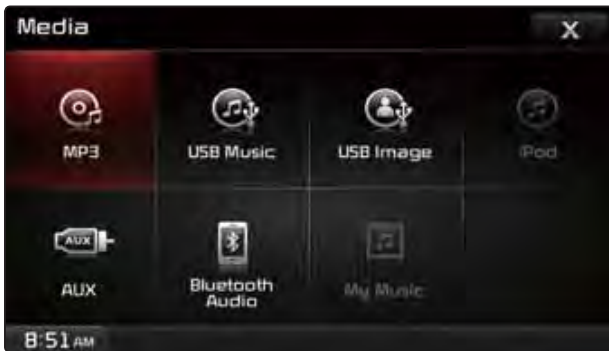 Media
X
MP3
USB Music
USB Image
iPod
AUX
AUX
Bluetooth
Audio
My Music
8:51 AM